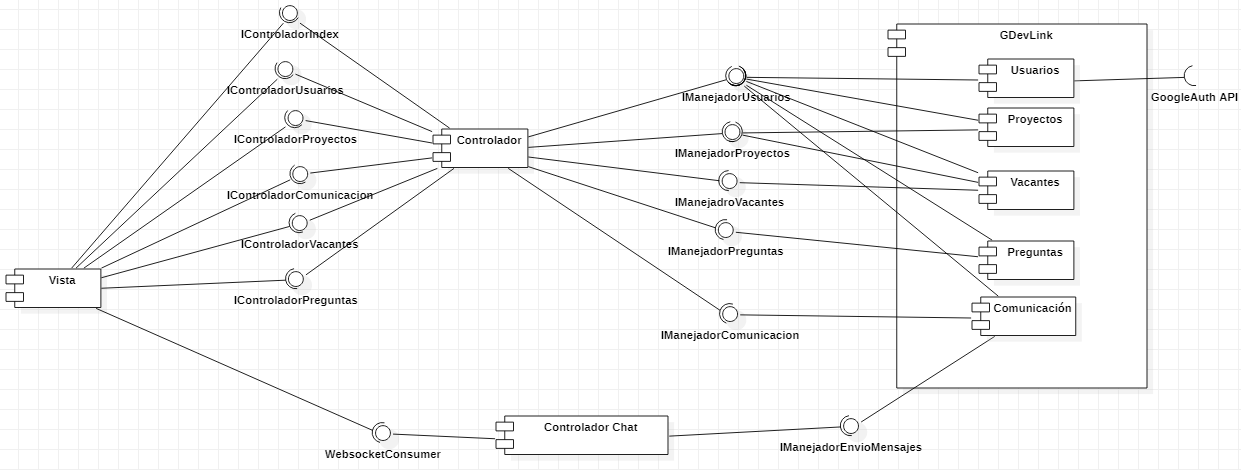 IControladorIndex
IControladorUsuarios
IControladorProyectos
IControladorComunicacion
IControladorVacantes
IControladorPreguntas
Vista
Controlador
IManejadorUsuarios
IManejadorProyectos
IManejadroVacantes
IManejadorPreguntas
IManejadorComunicacion
GDevLink
Usuarios
Proyectos
Vacantes
Preguntas
Comunicación
GoogleAuth API
WebsocketConsumer
Controlador Chat
IManejadorEnvioMensajes